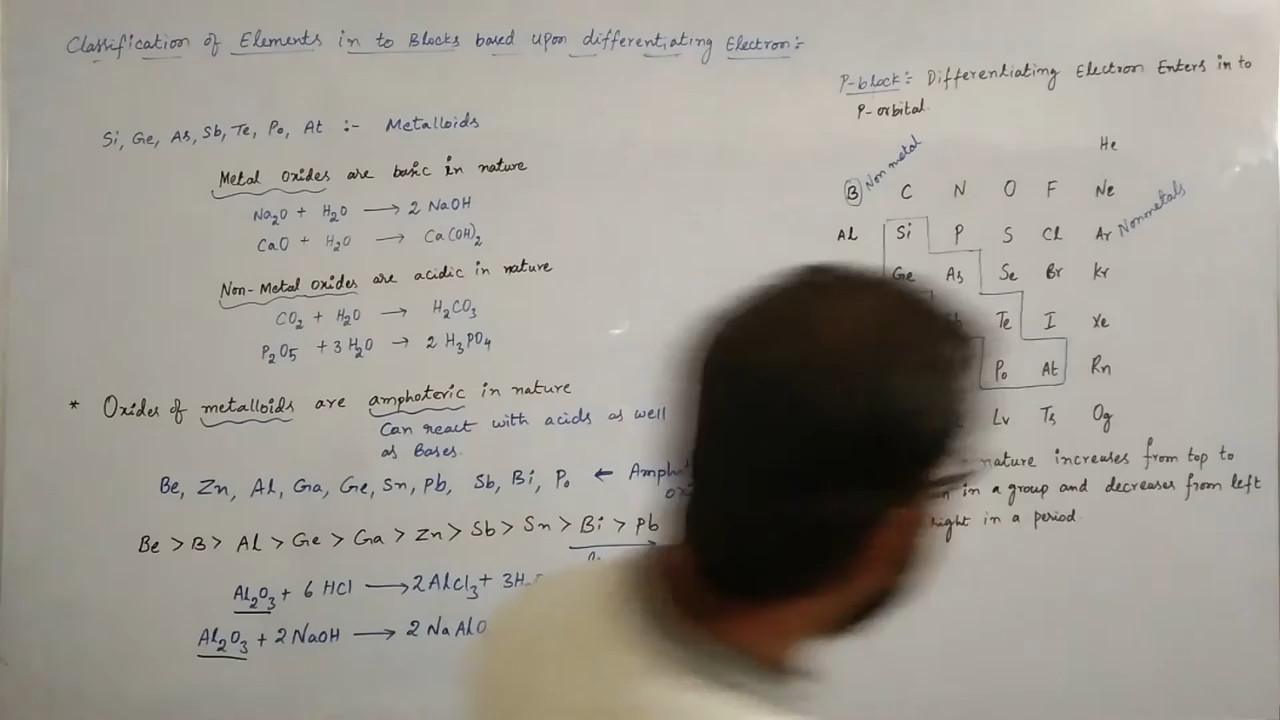 Classification of Elements in to Blocks based upon differentiating Electron:-
Si, Ge, As, Sb, Te, Po, At :- Metalloids
Metal oxides are basic in nature
Na₂O + H₂O ⟶ 2 NaOH
CaO + H₂O ⟶ Ca(OH)₂
Non-Metal oxides are acidic in nature
CO₂ + H₂O → H₂CO₃
P₂O₅ + 3 H₂O → 2 H₃PO₄
* Oxides of metalloids are amphoteric in nature
Can react with acids as well
as Bases.
Be, Zn, Al, Ga, Ge, Sn, Pb, Sb, Bi, Po ←
Be > B > Al > Ge > Ga > Zn > Sb > Sn > Bi > Pb
Al₂O₃ + 6 HCl ⟶ 2 AlCl₃ +
Al₂O₃ + 2 NaOH ⟶
P-block:- Differentiating Electron Enters in to
P-orbital.
He
B Non metal C N O F Ne
Al Si P S Cl Ar Nonmetals
Ge As Se Br Kr
Te I Xe
Po At Rn
Lv Ts Og
nature increases from top to
in a group and decreases from left
right in a period.